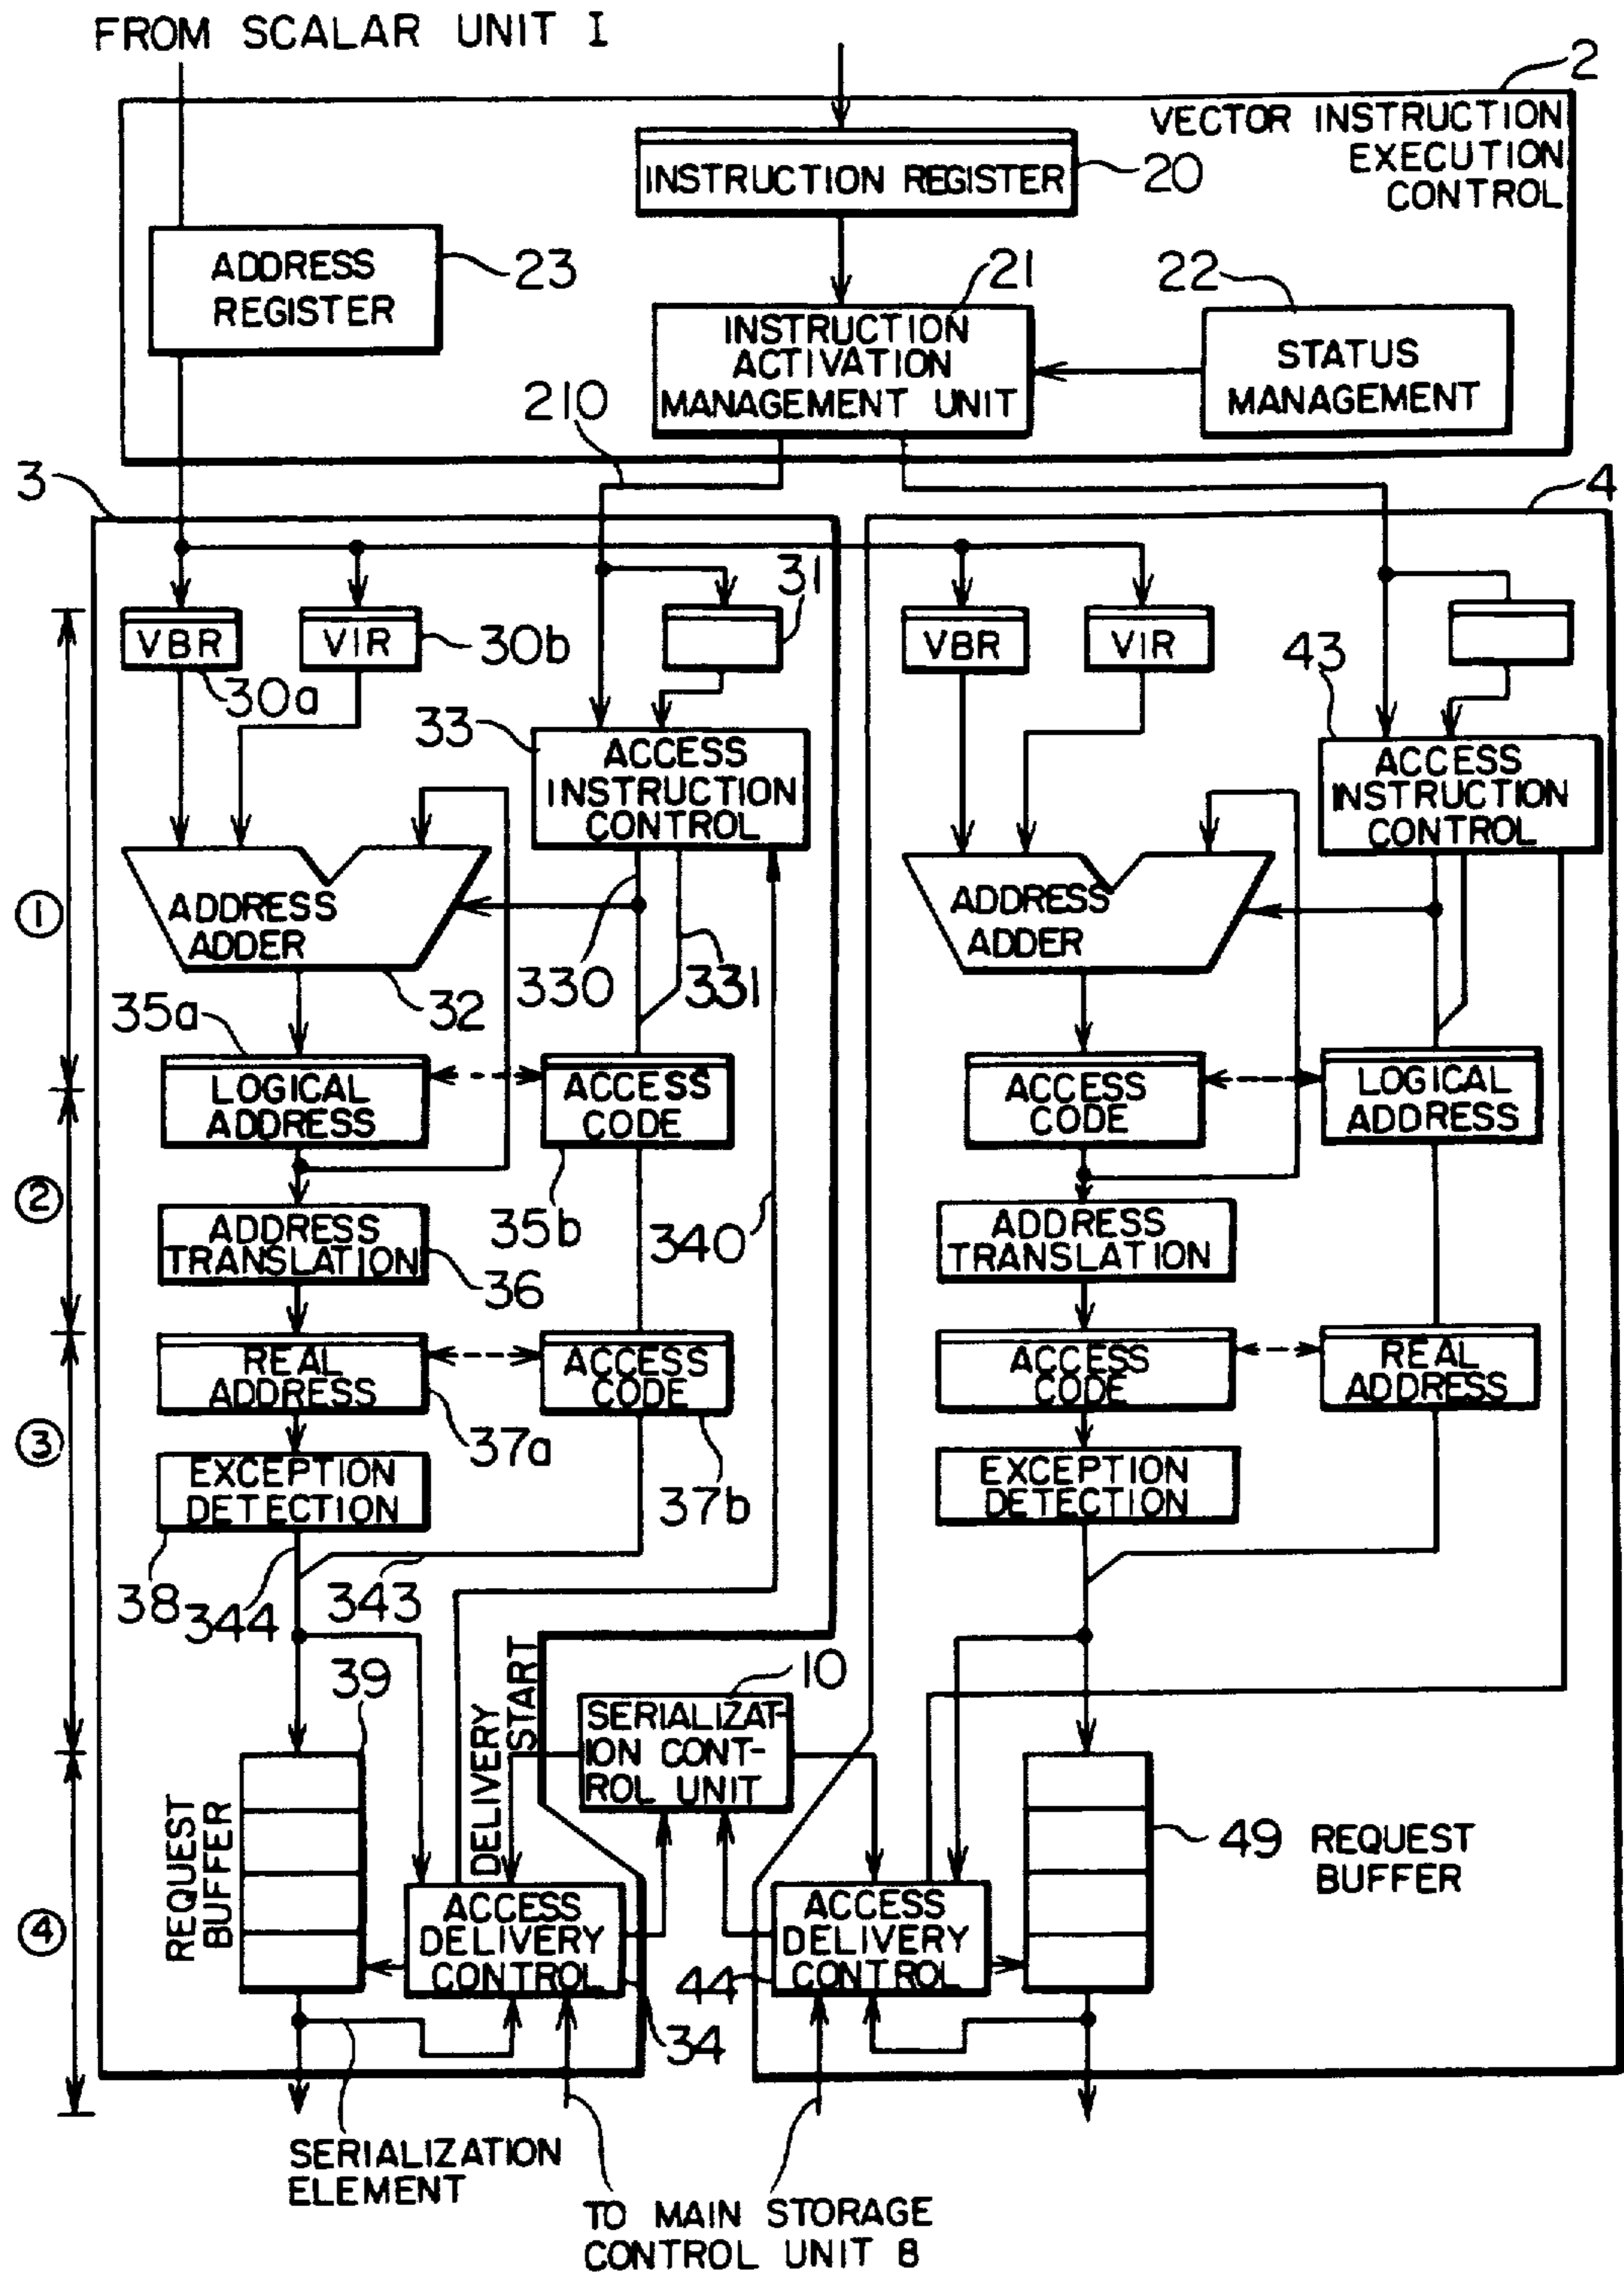 FROM SCALAR UNIT I
2
VECTOR INSTRUCTION
EXECUTION
CONTROL
INSTRUCTION REGISTER
20
ADDRESS
REGISTER
23
21
22
INSTRUCTION
ACTIVATION
MANAGEMENT UNIT
STATUS
MANAGEMENT
210
3
4
31
VBR
VIR
30b
30a
VBR
VIR
43
33
ACCESS
INSTRUCTION
CONTROL
ACCESS
INSTRUCTION
CONTROL
①
ADDRESS
ADDER
330
331
32
ADDRESS
ADDER
35a
LOGICAL
ADDRESS
ACCESS
CODE
ACCESS
CODE
LOGICAL
ADDRESS
②
35b
340
ADDRESS
TRANSLATION
36
ADDRESS
TRANSLATION
REAL
ADDRESS
ACCESS
CODE
ACCESS
CODE
REAL
ADDRESS
③
37a
37b
EXCEPTION
DETECTION
EXCEPTION
DETECTION
38
344
343
39
DELIVERY
START
10
SERIALIZAT-
ION CONT-
ROL UNIT
REQUEST
BUFFER
49 REQUEST
BUFFER
④
ACCESS
DELIVERY
CONTROL
ACCESS
DELIVERY
CONTROL
44
34
SERIALIZATION
ELEMENT
TO MAIN STORAGE
CONTROL UNIT 8